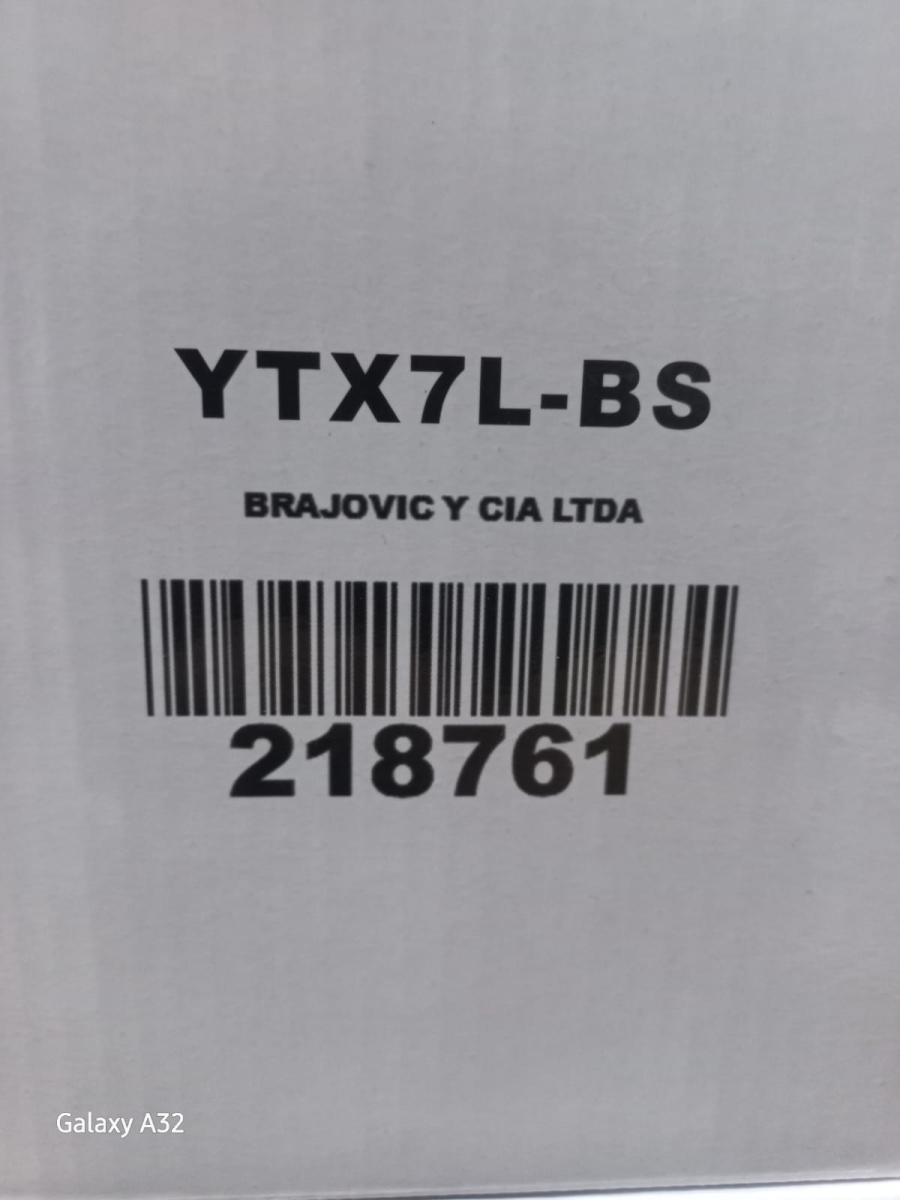 YTX7L-BS
BRAJOVIC Y CIA LTDA
218761
Galaxy A32